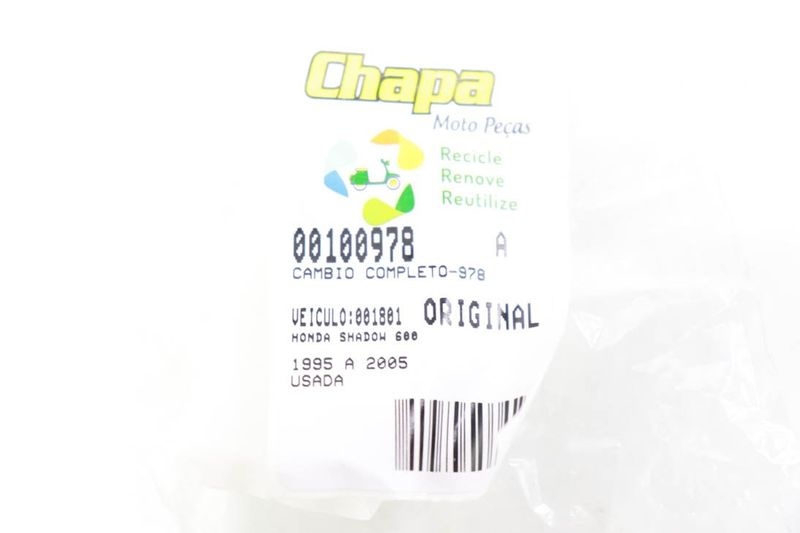 Chapa
Moto Peças
Recicle
Renove
Reutilize
00100978 A
CAMBIO COMPLETO-978
VEICULO:001801 ORIGINAL
HONDA SHADOW 600
1995 A 2005
USADA